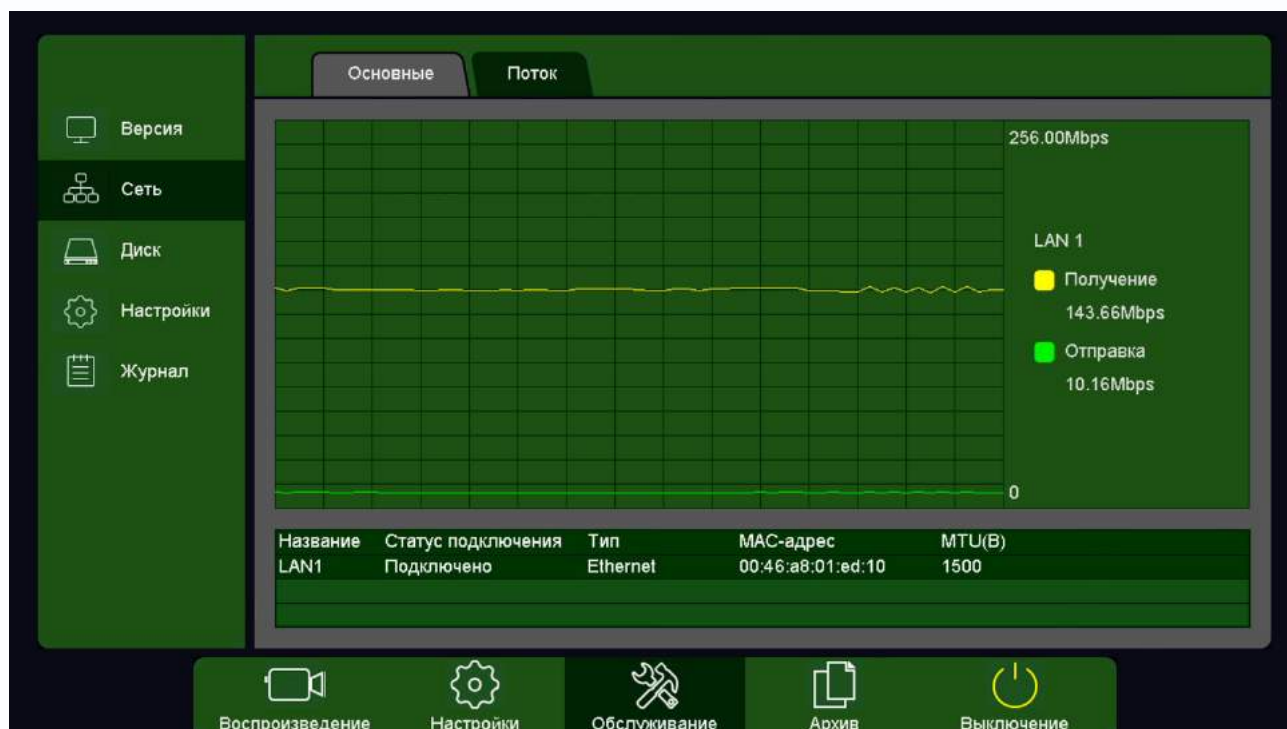 Основные
Поток
Версия
Сеть
Диск
Настройки
Журнал
256.00Mbps
LAN 1
Получение
143.66Mbps
Отправка
10.16Mbps
0
Название Статус подключения Тип MAC-адрес MTU(B)
LAN1 Подключено Ethernet 00:46:a8:01:ed:10 1500
Воспроизведение Настройки Обслуживание Архив Выключение